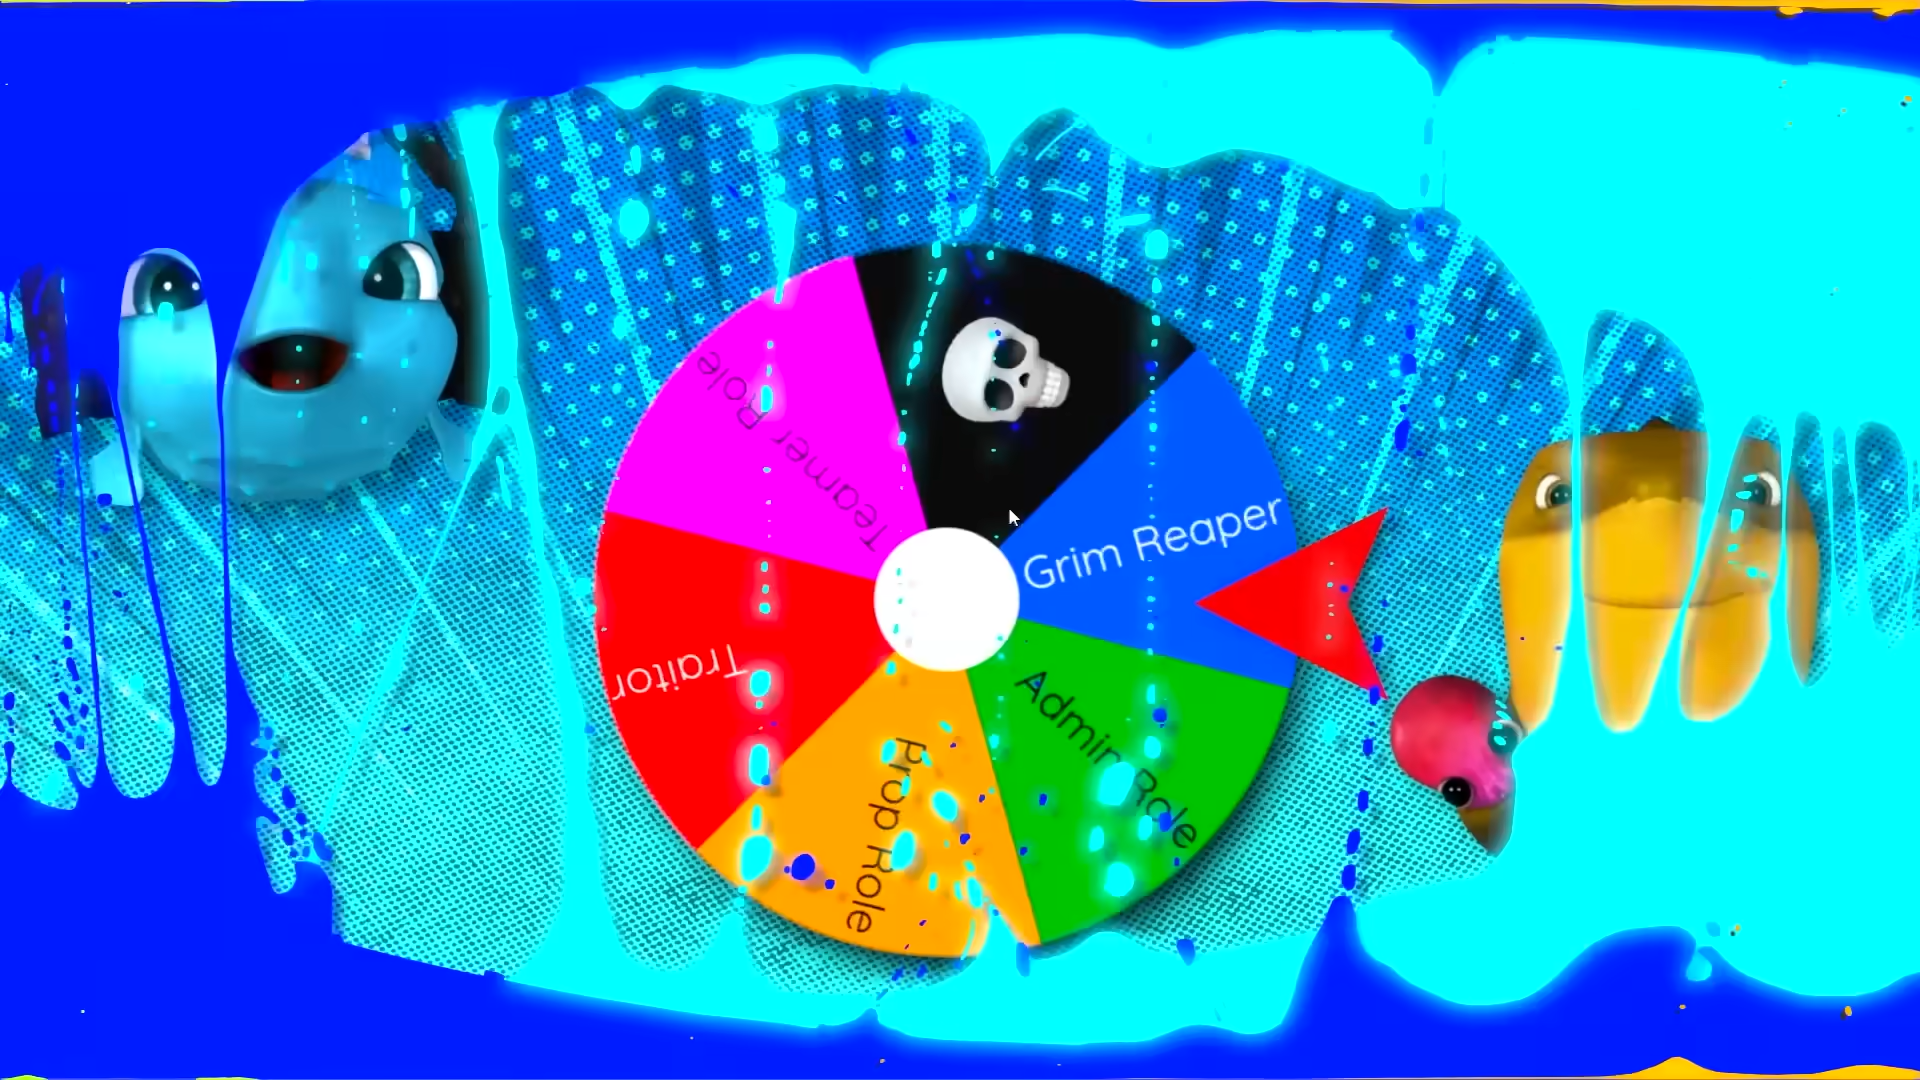 Teamer Role
Grim Reaper
Traitor
Admin Role
Prop Role